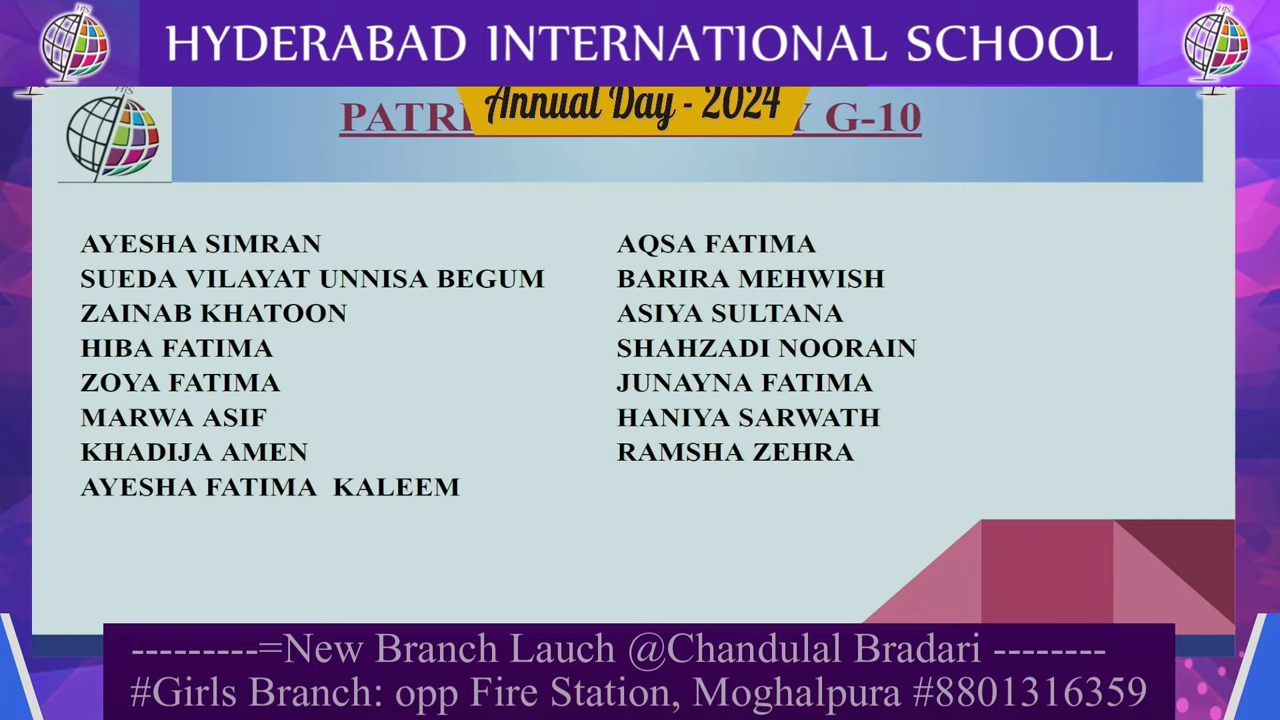 HYDERABAD INTERNATIONAL SCHOOL
Annual Day - 2024
G-10
AYESHA SIMRAN
SUEDA VILAYAT UNNISA BEGUM
ZAINAB KHATOON
HIBA FATIMA
ZOYA FATIMA
MARWA ASIF
KHADIJA AMEN
AYESHA FATIMA KALEEM
AQSA FATIMA
BARIRA MEHWISH
ASIYA SULTANA
SHAHZADI NOORAIN
JUNAYNA FATIMA
HANIYA SARWATH
RAMSHA ZEHRA
---------=New Branch Lauch @Chandulal Bradari --------
#Girls Branch: opp Fire Station, Moghalpura #8801316359